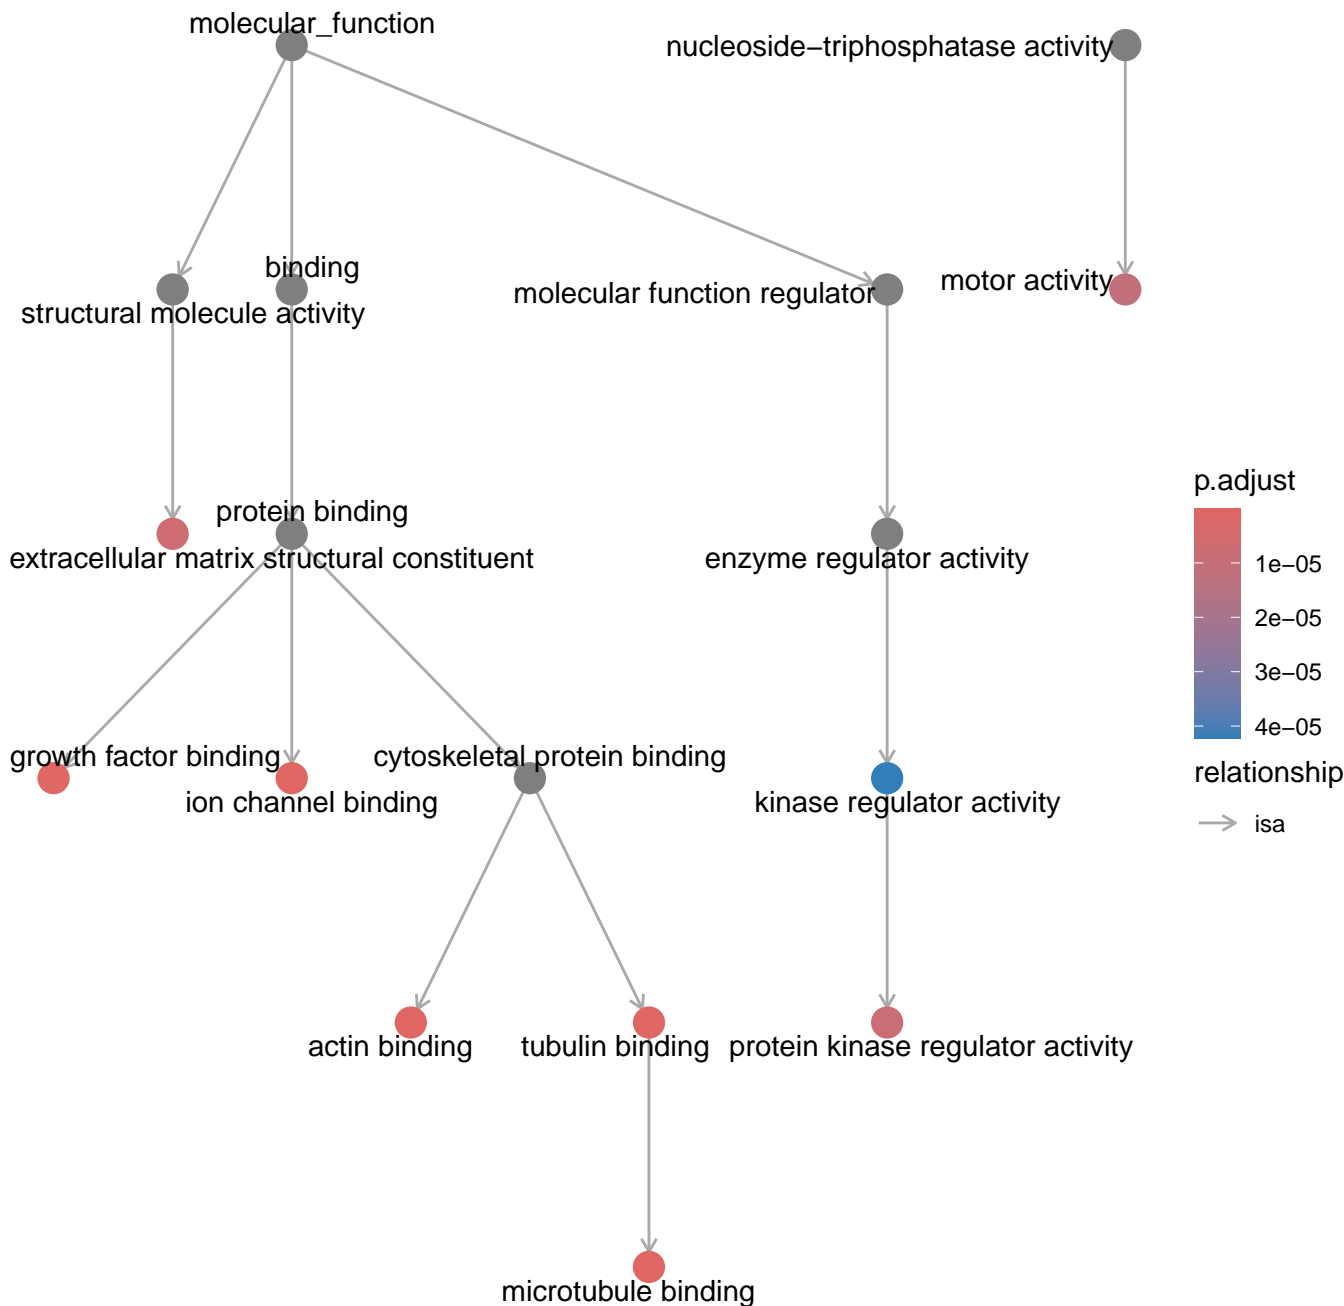 molecular_function
nucleoside−triphosphatase activity
binding
motor activity
molecular function regulator
structural molecule activity
p.adjust
protein binding
extracellular matrix structural constituent
enzyme regulator activity
1e−05
2e−05
3e−05
4e−05
growth factor binding
cytoskeletal protein binding
relationship
ion channel binding
kinase regulator activity
isa
actin binding
tubulin binding
protein kinase regulator activity
microtubule binding